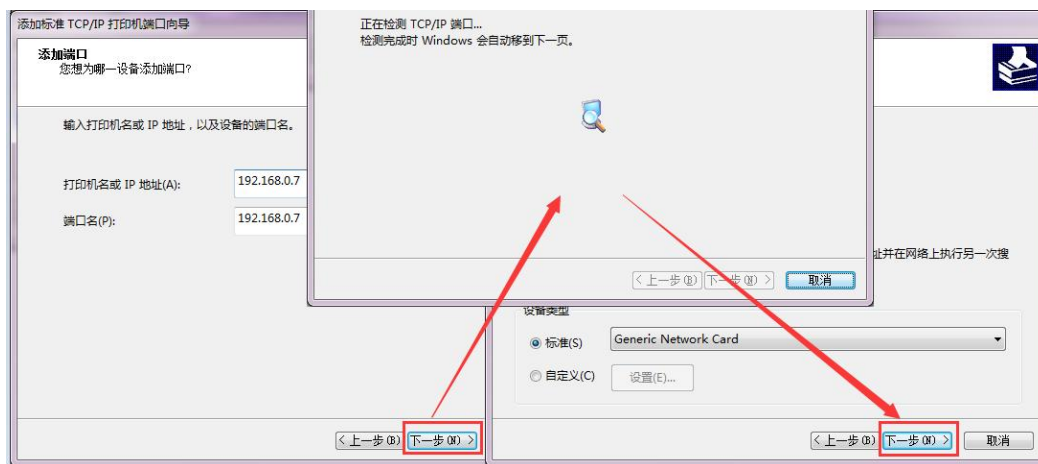 添加标准 TCP/IP 打印机端口向导
添加端口
您想为哪一设备添加端口?
输入打印机名或 IP 地址，以及设备的端口名。
打印机名或 IP 地址(A):
192.168.0.7
端口名(P):
192.168.0.7
<上一步(B)
下一步(N) >
正在检测 TCP/IP 端口...
检测完成时 Windows 会自动移到下一页。
<上一步(B)
下一步(N) >
取消
址并在网络上执行另一次搜
设备类型
标准(S)
Generic Network Card
自定义(C)
设置(E)...
<上一步(B)
下一步(N) >
取消